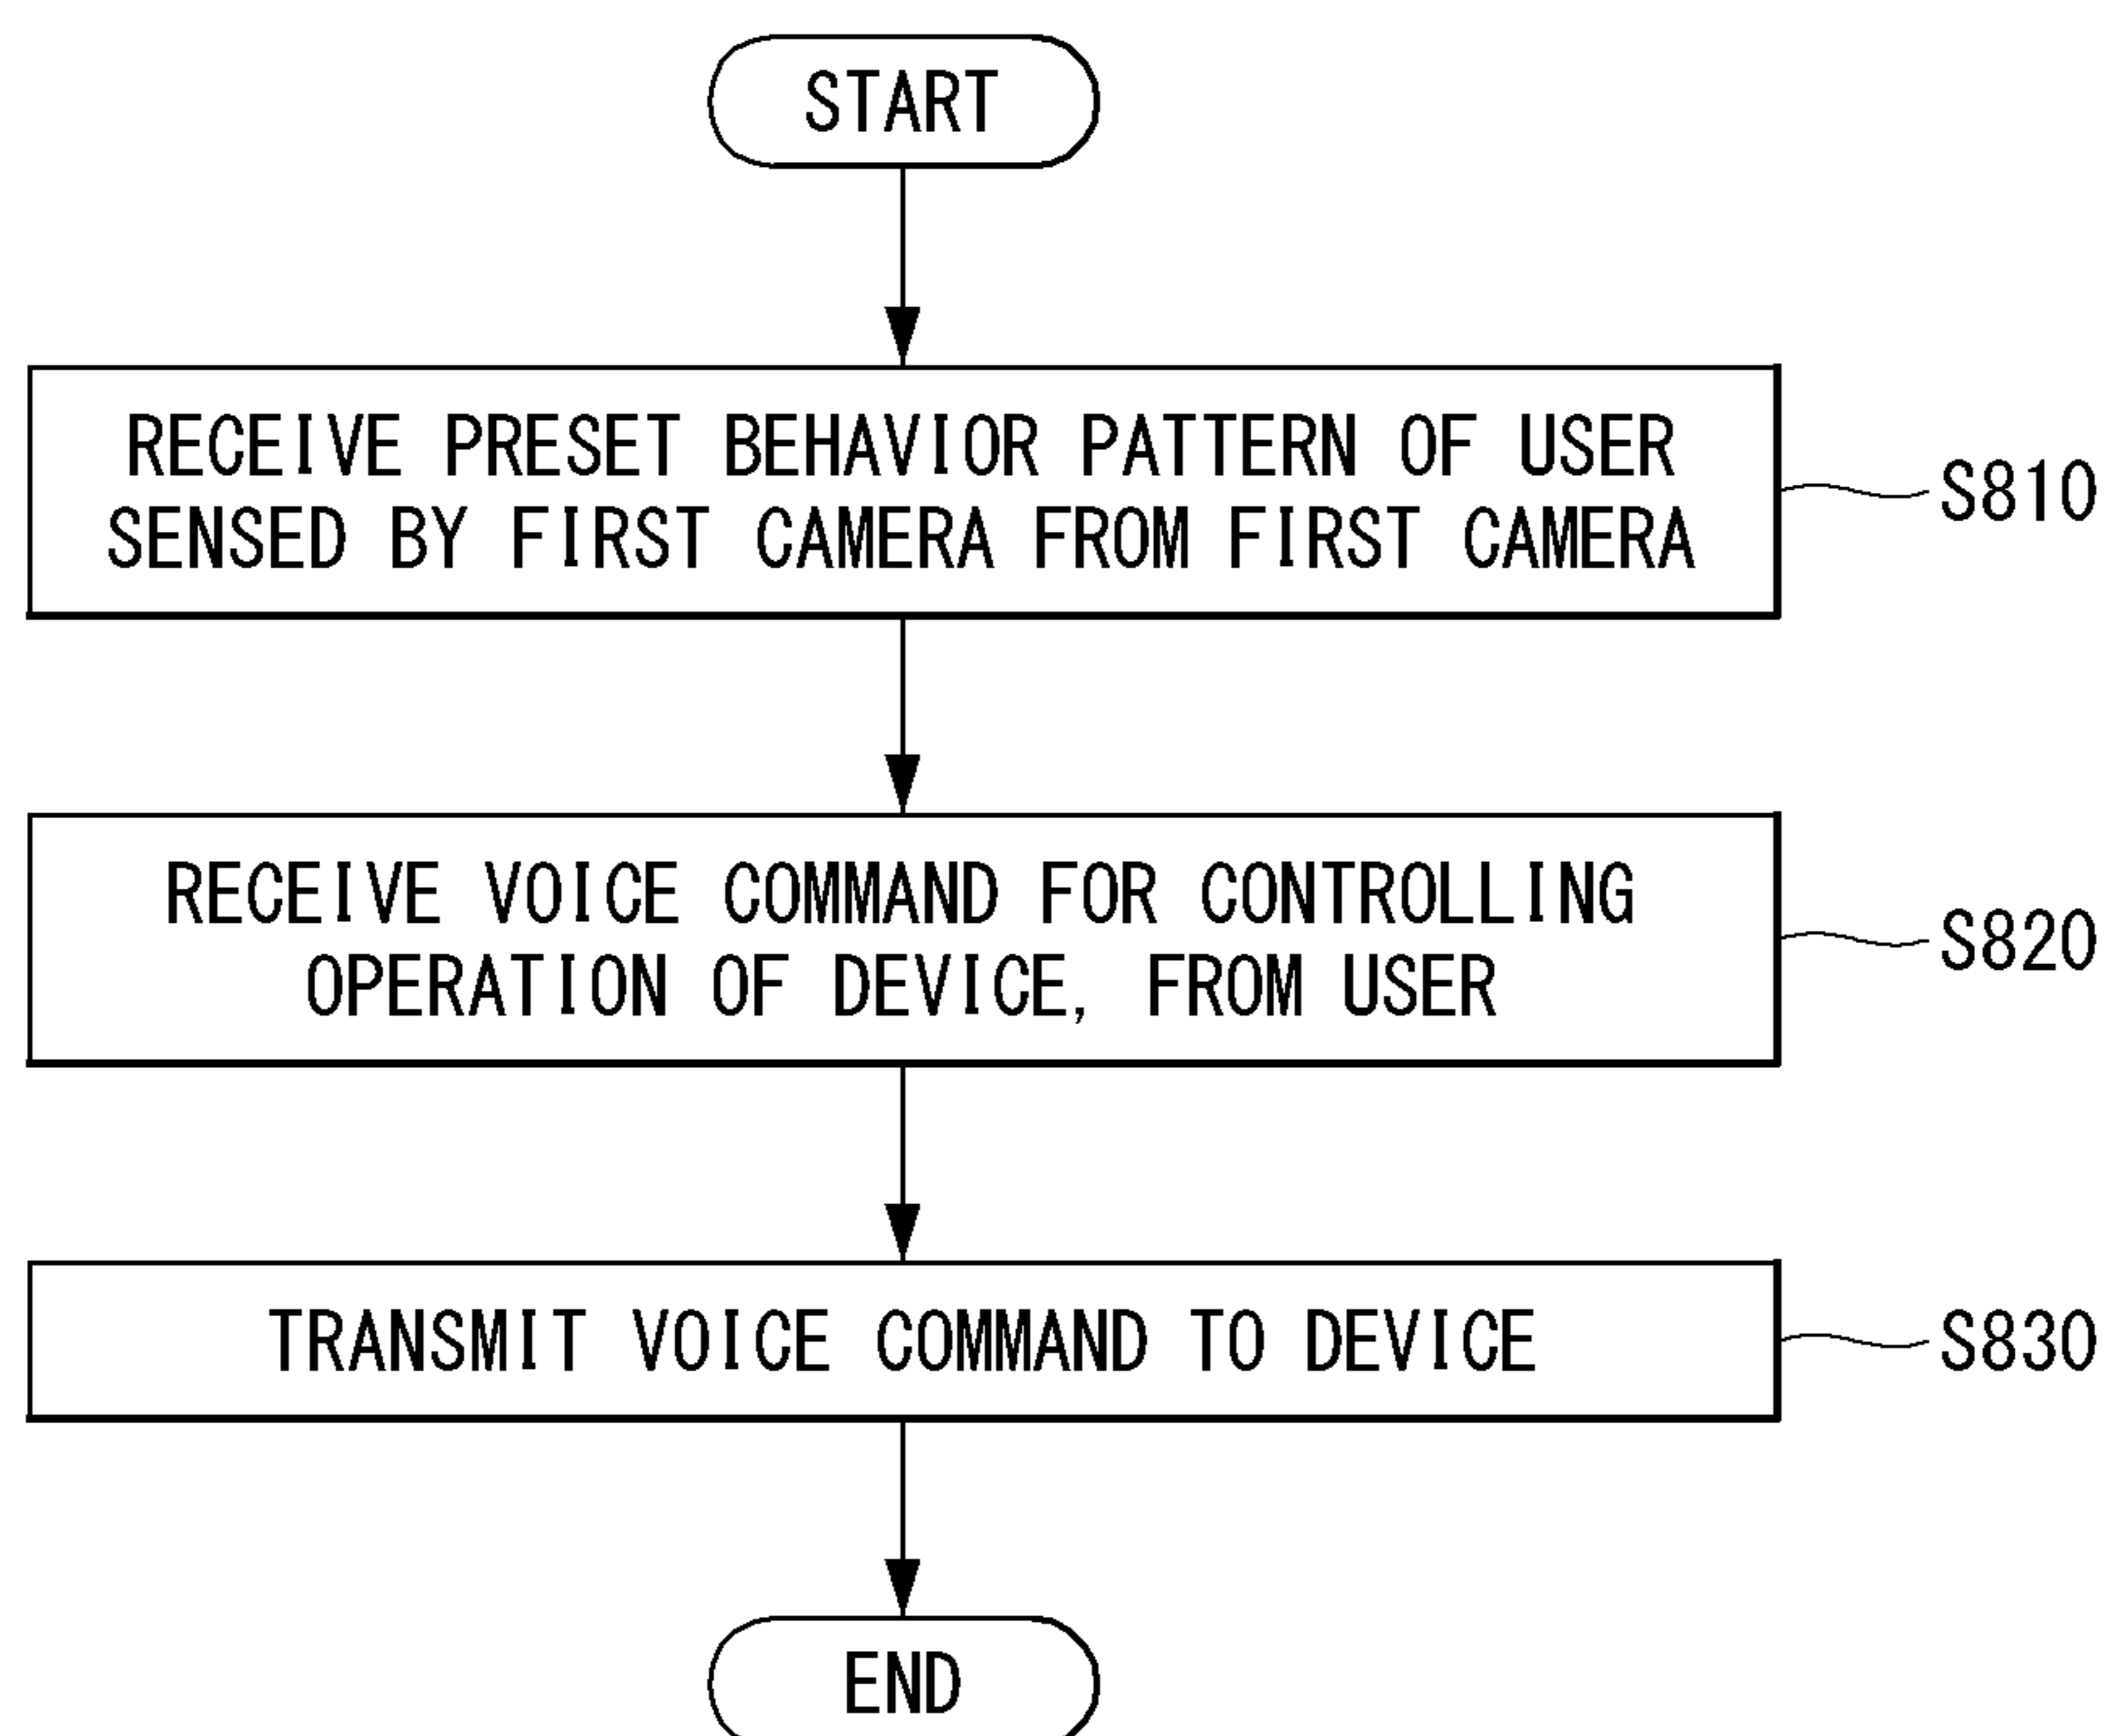 START
RECEIVE PRESET BEHAVIOR PATTERN OF USER
SENSED BY FIRST CAMERA FROM FIRST CAMERA
S810
RECEIVE VOICE COMMAND FOR CONTROLLING
OPERATION OF DEVICE, FROM USER
S820
TRANSMIT VOICE COMMAND TO DEVICE
S830
END